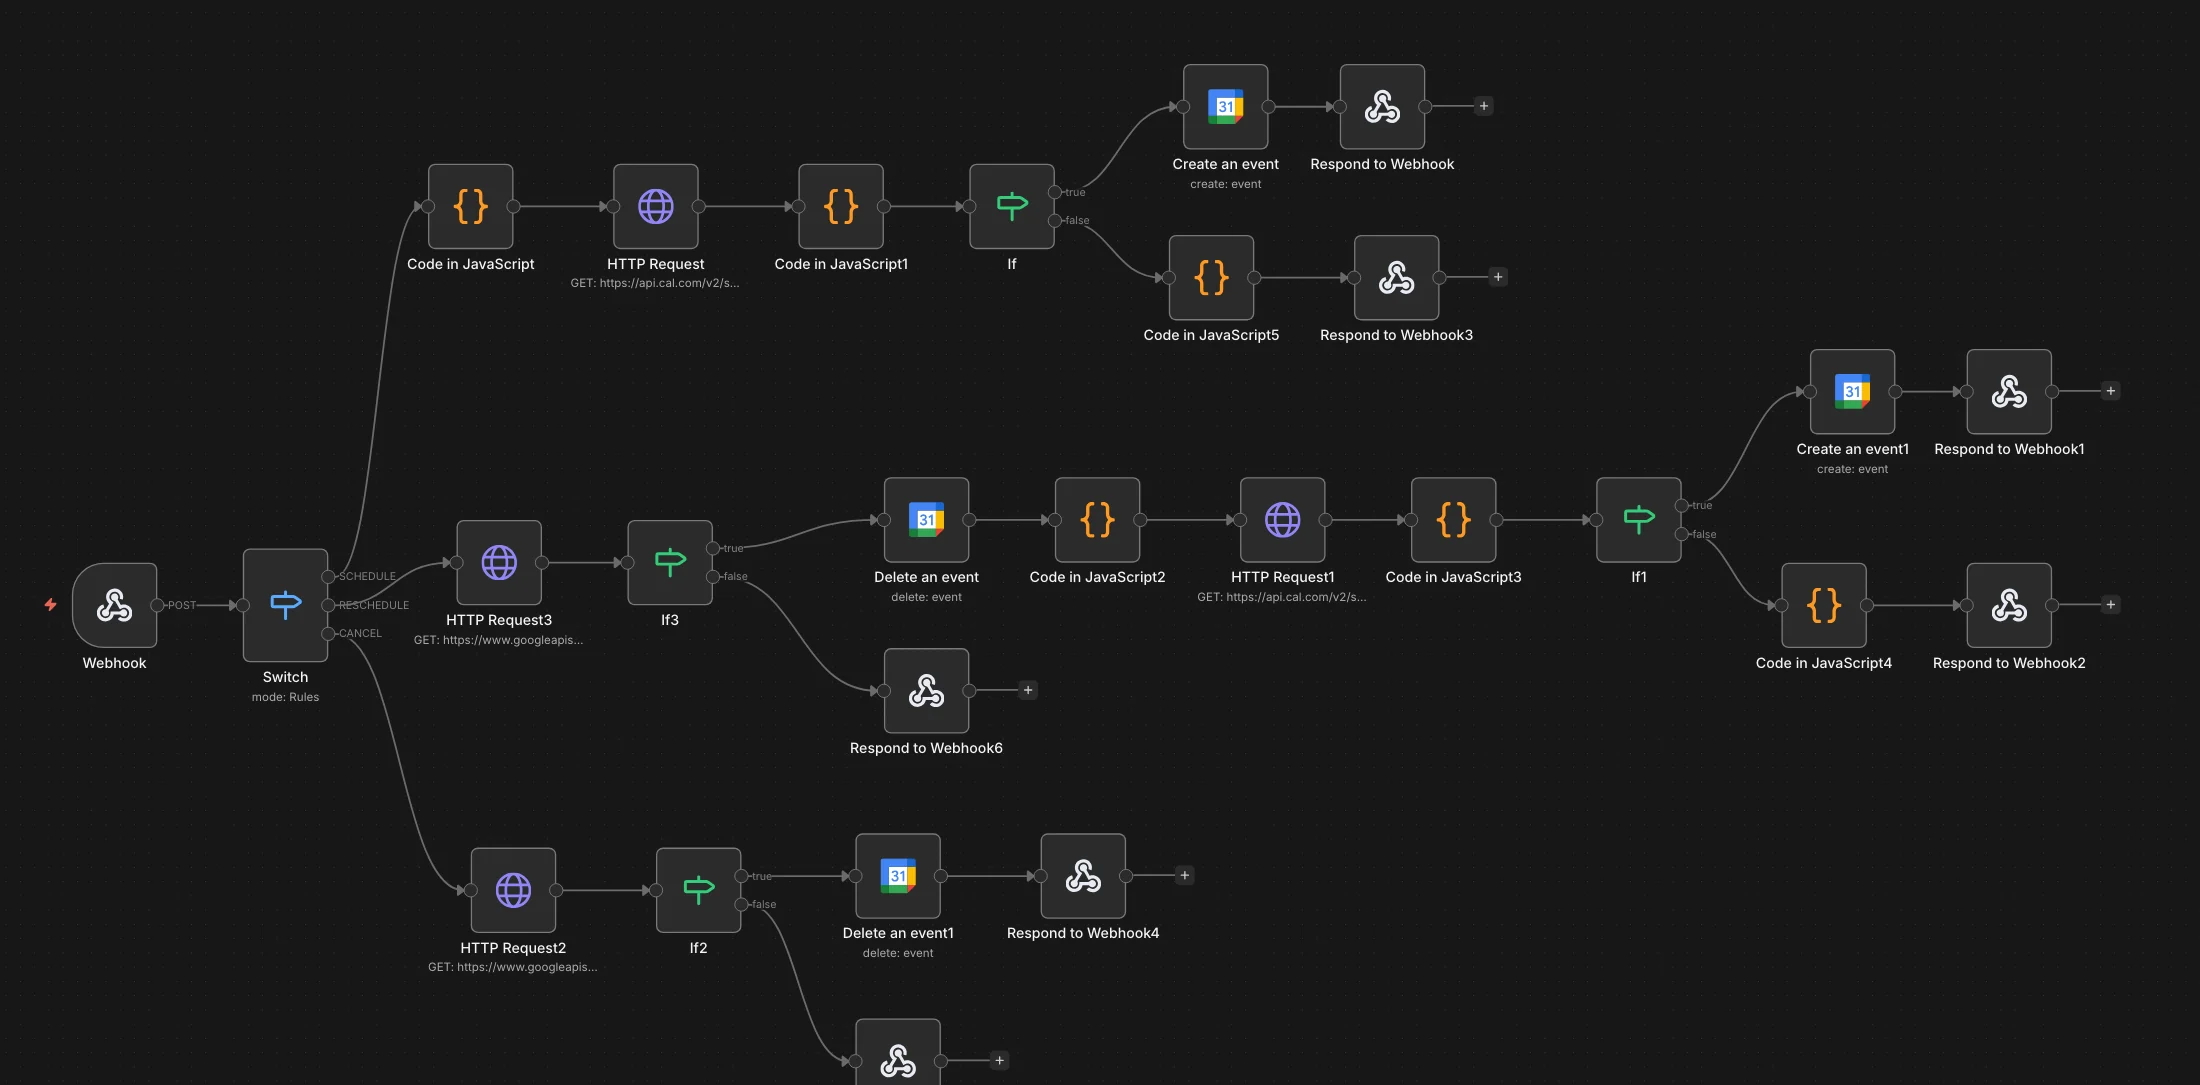 31
Create an event
create: event
Respond to Webhook
+
{}
Code in JavaScript
HTTP Request
GET: https://api.cal.com/v2/s...
{}
Code in JavaScript1
If
true
false
{}
Code in JavaScript5
Respond to Webhook3
+
31
Create an event1
create: event
Respond to Webhook1
+
Webhook
POST
Switch
mode: Rules
SCHEDULE
RESCHEDULE
CANCEL
HTTP Request3
GET: https://www.googleapis...
If3
true
false
31
Delete an event
delete: event
{}
Code in JavaScript2
HTTP Request1
GET: https://api.cal.com/v2/s...
{}
Code in JavaScript3
If1
true
false
{}
Code in JavaScript4
Respond to Webhook2
+
Respond to Webhook6
+
HTTP Request2
GET: https://www.googleapis...
If2
true
false
31
Delete an event1
delete: event
Respond to Webhook4
+
+